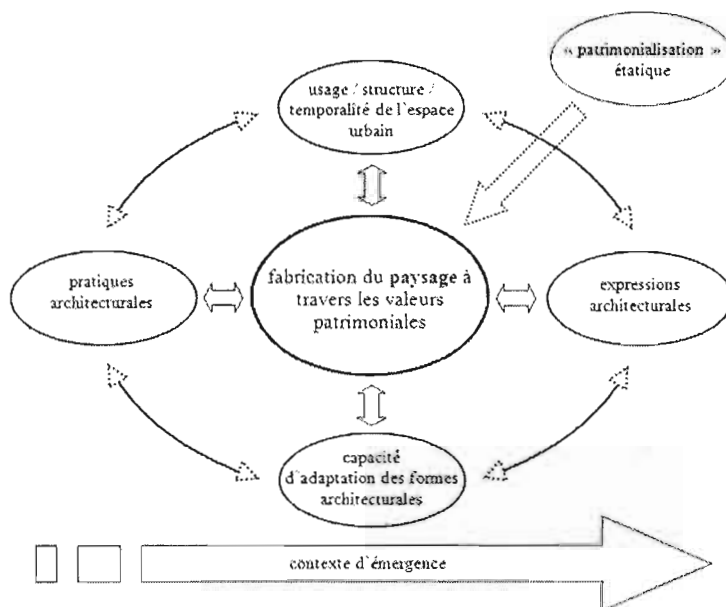 « patrimonialisation »
étatique
usage / structure /
temporalité de l'espace
urbain
pratiques
architecturales
fabrication du paysage à
travers les valeurs
patrimoniales
expressions
architecturales
capacité
d'adaptation des formes
architecturales
contexte d'émergence